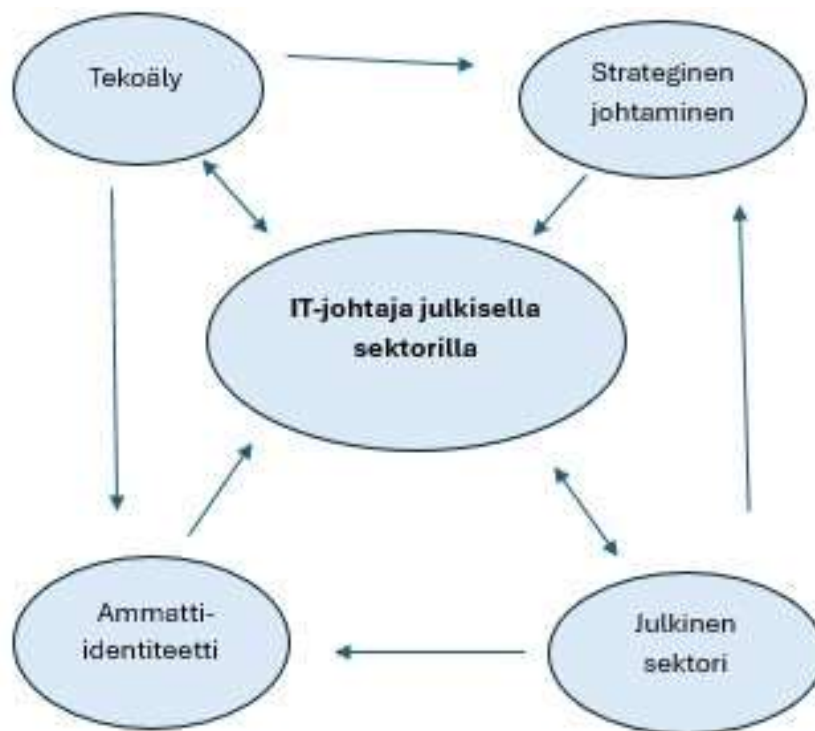 Tekoäly
Strateginen
johtaminen
IT-johtaja julkisella
sektorilla
Ammatti-
identiteetti
Julkinen
sektori